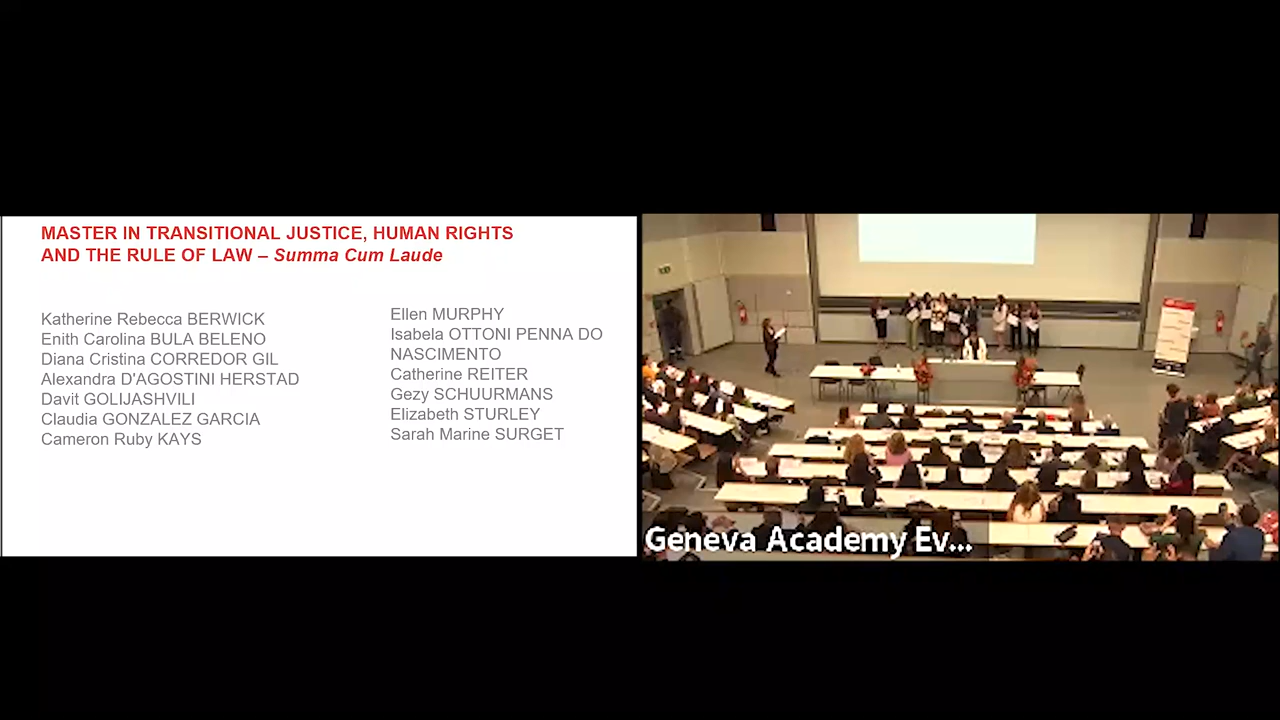 MASTER IN TRANSITIONAL JUSTICE, HUMAN RIGHTS
AND THE RULE OF LAW – Summa Cum Laude
Katherine Rebecca BERWICK
Enith Carolina BULA BELENO
Diana Cristina CORREDOR GIL
Alexandra D'AGOSTINI HERSTAD
Davit GOLIJASHVILI
Claudia GONZALEZ GARCIA
Cameron Ruby KAYS
Ellen MURPHY
Isabela OTTONI PENNA DO
NASCIMENTO
Catherine REITER
Gezy SCHUURMANS
Elizabeth STURLEY
Sarah Marine SURGET
Geneva Academy Ev...